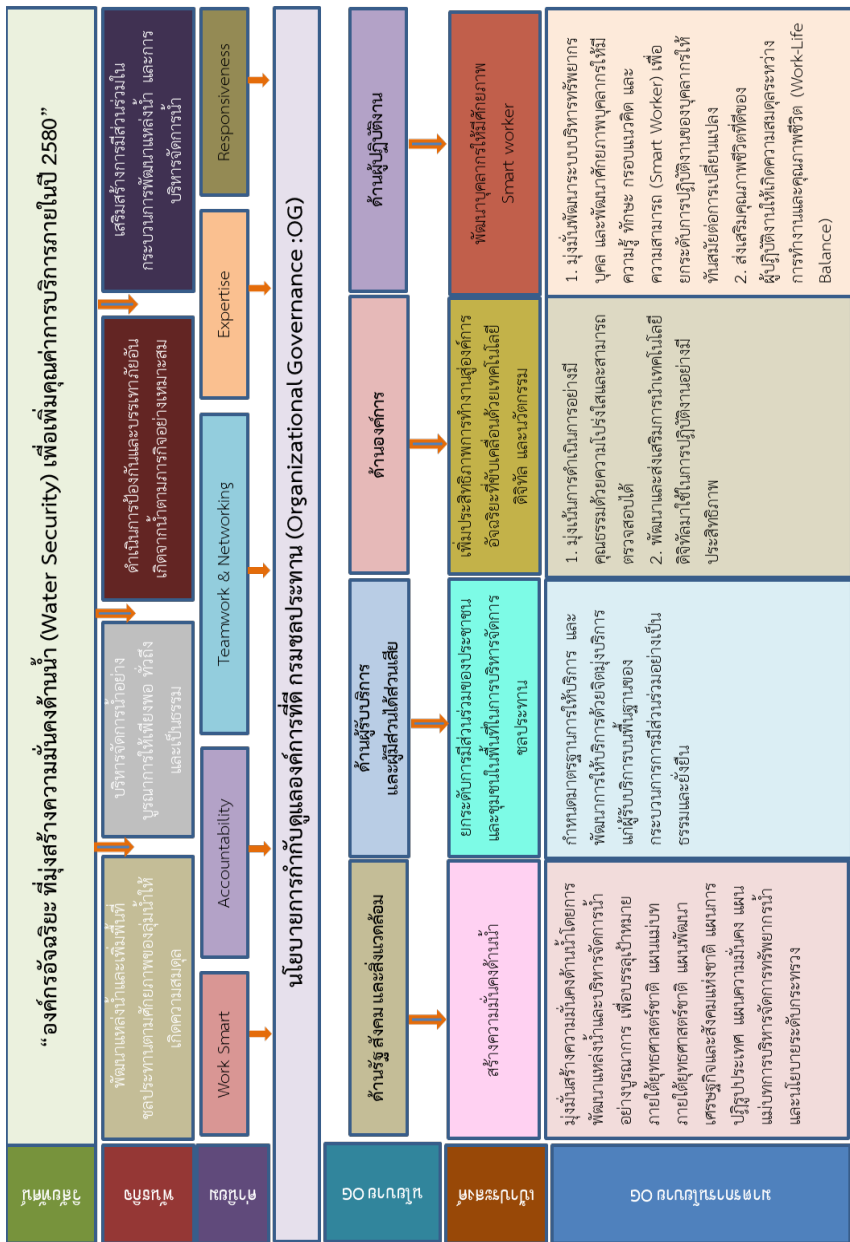 วิสัยทัศน์
“องค์กรอัจฉริยะ ที่มุ่งสร้างความมั่นคงด้านน้ำ (Water Security) เพื่อเพิ่มคุณค่าการบริการภายในปี 2580”
พันธกิจ
พัฒนาแหล่งน้ำและเพิ่มพื้นที่
ชลประทานตามศักยภาพของลุ่มน้ำให้
เกิดความสมดุล
บริหารจัดการน้ำอย่าง
บูรณาการให้เพียงพอ ทั่วถึง
และเป็นธรรม
ดำเนินการป้องกันและบรรเทาภัยอัน
เกิดจากน้ำตามภารกิจอย่างเหมาะสม
เสริมสร้างการมีส่วนร่วมใน
กระบวนการพัฒนาแหล่งน้ำ และการ
บริหารจัดการน้ำ
ค่านิยม
Work Smart
Accountability
Teamwork & Networking
Expertise
Responsiveness
นโยบายการกำกับดูแลองค์การที่ดี กรมชลประทาน (Organizational Governance :OG)
นโยบาย OG
ด้านรัฐ สังคม และสิ่งแวดล้อม
ด้านผู้รับบริการ
และผู้มีส่วนได้ส่วนเสีย
ด้านองค์การ
ด้านผู้ปฏิบัติงาน
เป้าประสงค์
สร้างความมั่นคงด้านน้ำ
ยกระดับการมีส่วนร่วมของประชาชน
และชุมชนในพื้นที่ในการบริหารจัดการ
ชลประทาน
เพิ่มประสิทธิภาพการทำงานสู่องค์การ
อัจฉริยะที่ขับเคลื่อนด้วยเทคโนโลยี
ดิจิทัล และนวัตกรรม
พัฒนาบุคลากรให้มีศักยภาพ
Smart worker
มาตรการนโยบาย OG
มุ่งมั่นสร้างความมั่นคงด้านน้ำโดยการ
พัฒนาแหล่งน้ำและบริหารจัดการน้ำ
อย่างบูรณาการ เพื่อบรรลุเป้าหมาย
ภายใต้ยุทธศาสตร์ชาติ แผนแม่บท
ภายใต้ยุทธศาสตร์ชาติ แผนพัฒนา
เศรษฐกิจและสังคมแห่งชาติ แผนการ
ปฏิรูปประเทศ แผนความมั่นคง แผน
แม่บทการบริหารจัดการทรัพยากรน้ำ
และนโยบายระดับกระทรวง
กำหนดมาตรฐานการให้บริการ และ
พัฒนาการให้บริการด้วยจิตมุ่งบริการ
แก่ผู้รับบริการบนพื้นฐานของ
กระบวนการการมีส่วนร่วมอย่างเป็น
ธรรมและยั่งยืน
1. มุ่งเน้นการดำเนินการอย่างมี
คุณธรรมด้วยความโปร่งใสและสามารถ
ตรวจสอบได้
2. พัฒนาและส่งเสริมการนำเทคโนโลยี
ดิจิทัลมาใช้ในการปฏิบัติงานอย่างมี
ประสิทธิภาพ
1. มุ่งมั่นพัฒนาระบบบริหารทรัพยากร
บุคคล และพัฒนาศักยภาพบุคลากรให้มี
ความรู้ ทักษะ กรอบแนวคิด และ
ความสามารถ (Smart Worker) เพื่อ
ยกระดับการปฏิบัติงานของบุคลากรให้
ทันสมัยต่อการเปลี่ยนแปลง
2. ส่งเสริมคุณภาพชีวิตที่ดีของ
ผู้ปฏิบัติงานให้เกิดความสมดุลระหว่าง
การทำงานและคุณภาพชีวิต (Work-Life
Balance)